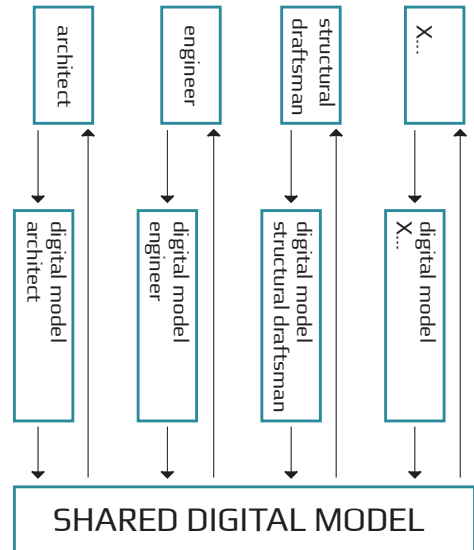 architect
engineer
structural
draftsman
X...
digital model
architect
digital model
engineer
digital model
structural draftsman
digital model
X...
SHARED DIGITAL MODEL